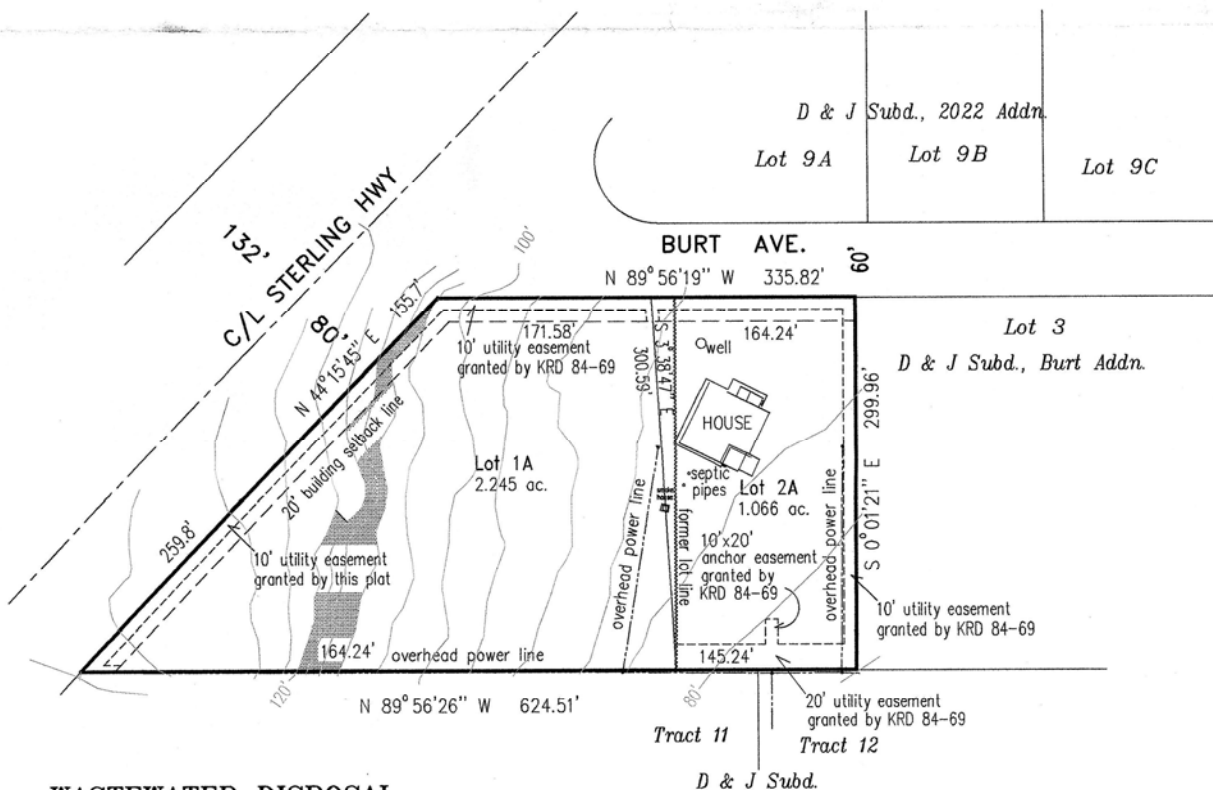 D & J Subd., 2022 Addn.
Lot 9A
Lot 9B
Lot 9C
132'
C/L STERLING HWY
80'
100'
BURT AVE.
60'
N 89°56'19" W 335.82'
N 44°15'45" E
155.7'
259.8'
171.58'
10' utility easement
granted by KRD 84-69
164.24'
well
S 3°38'47" E
300.59'
HOUSE
Lot 3
D & J Subd., Burt Addn.
S 0°01'21" E 299.96'
20' building setback line
Lot 1A
2.245 ac.
septic
pipes
Lot 2A
1.066 ac.
overhead power line
former lot line
10'x20'
anchor easement
granted by
KRD 84-69
overhead power line
10' utility easement
granted by this plat
10' utility easement
granted by KRD 84-69
164.24'
overhead power line
145.24'
120'
80'
N 89°56'26" W 624.51'
20' utility easement
granted by KRD 84-69
Tract 11
Tract 12
D & J Subd.
WASTEWATER DISPOSAL